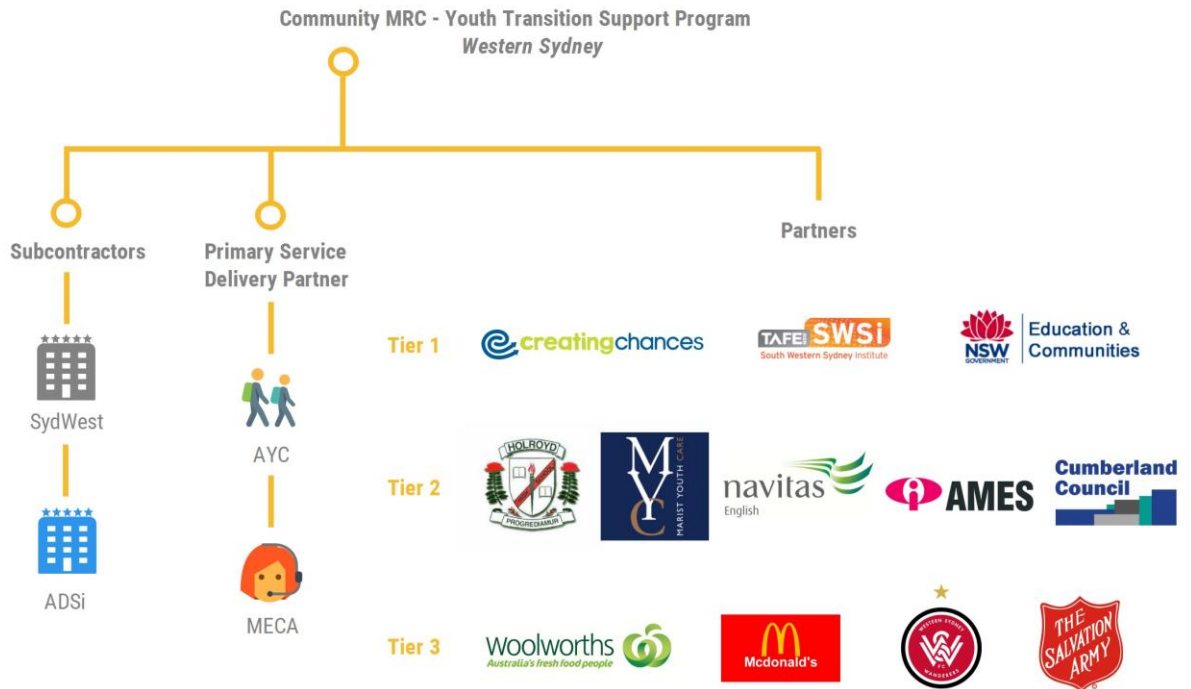 Community MRC - Youth Transition Support Program
Western Sydney
Subcontractors
Primary Service
Delivery Partner
Partners
SydWest
ADSi
AYC
MECA
Tier 1
creatingchances
TAFE NSW SWSi
South Western Sydney Institute
NSW
GOVERNMENT
Education &
Communities
Tier 2
HOLROYD
PROGREDIAMUR
MYC
MARIST YOUTH CARE
navitas
English
AMES
Cumberland
Council
Tier 3
Woolworths
Australia's fresh food people
Mcdonald's
WESTERN SYDNEY
WSW
FC
WANDERERS
THE
SALVATION
ARMY